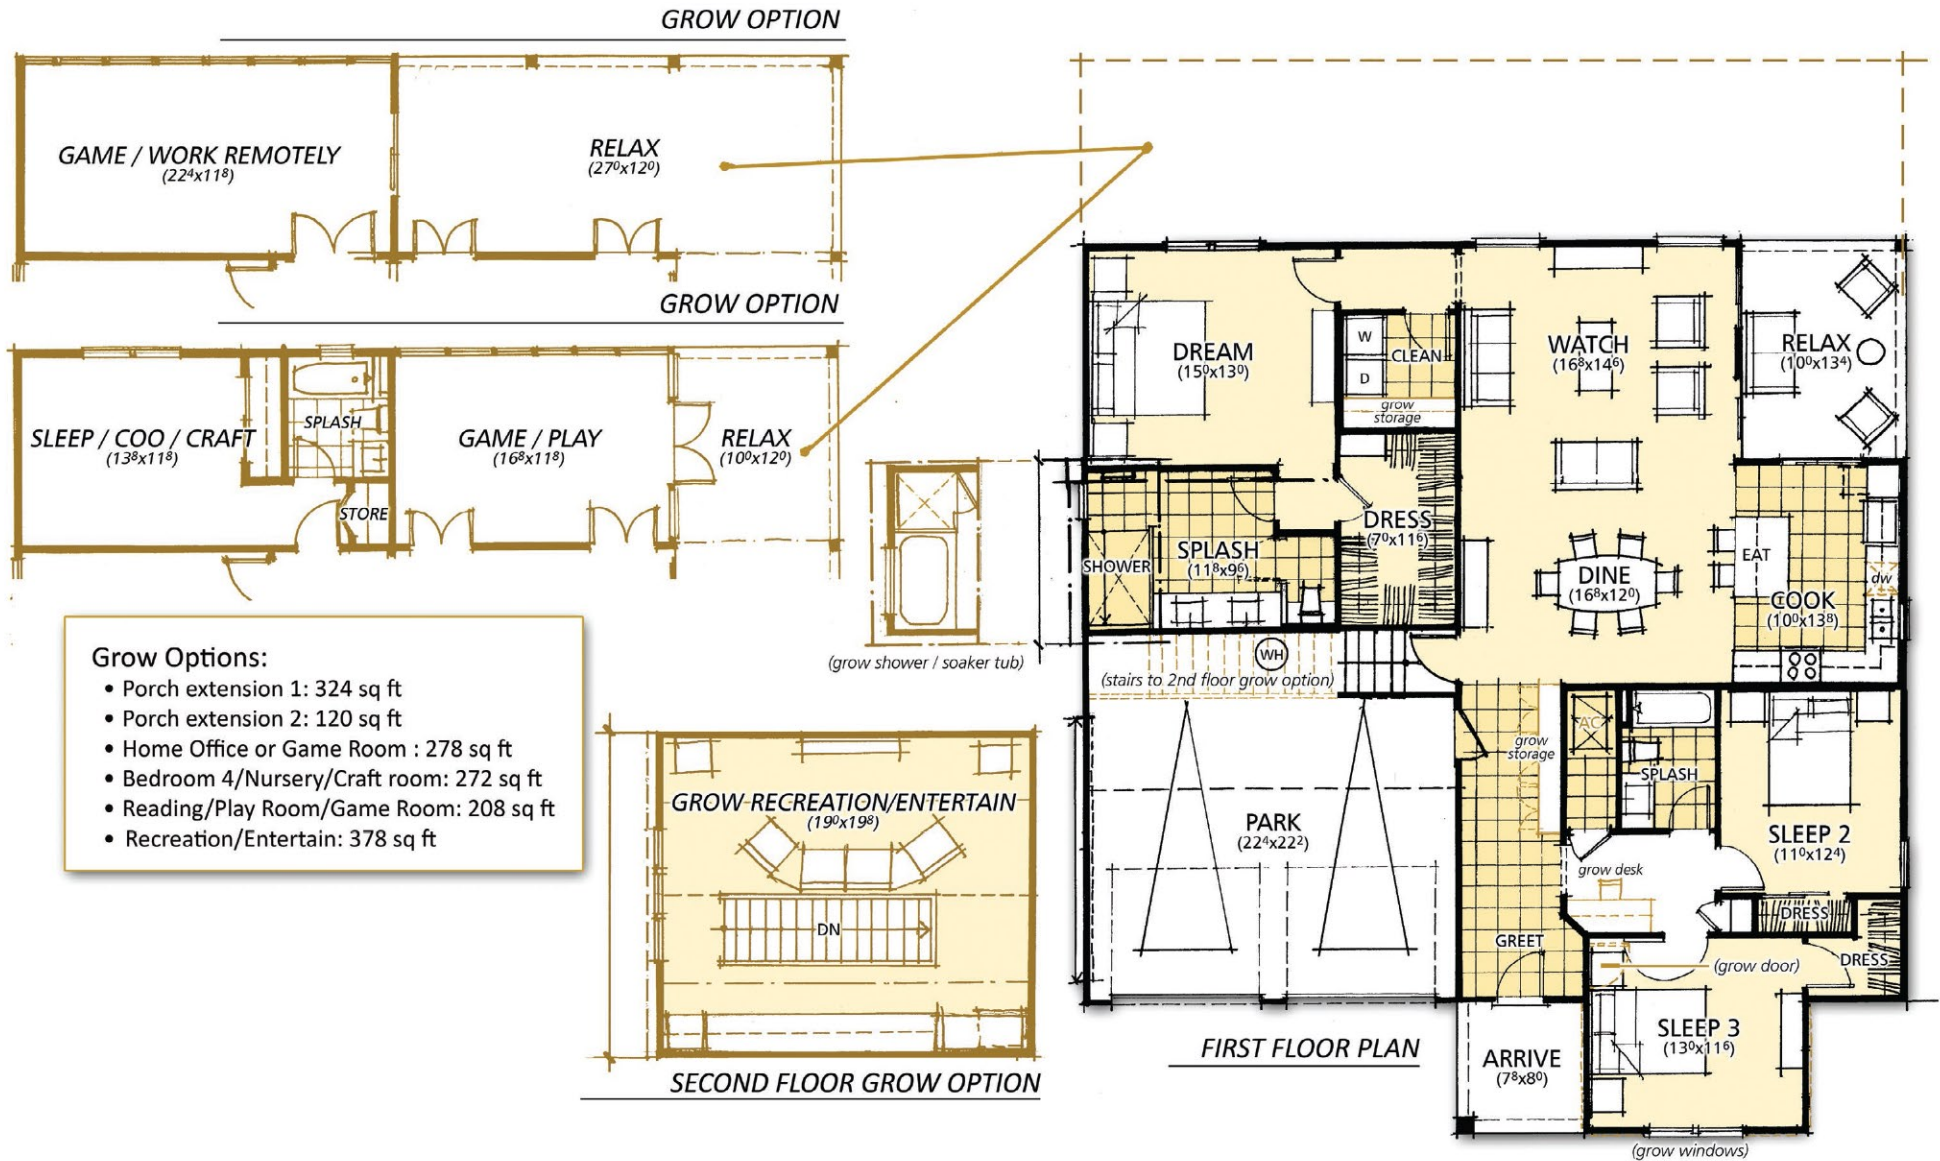 GROW OPTION
GAME / WORK REMOTELY
(22⁴x11⁸)
RELAX
(27⁰x12⁰)
GROW OPTION
SLEEP / COO / CRAFT
(13⁸x11⁸)
SPLASH
STORE
GAME / PLAY
(16⁸x11⁸)
RELAX
(10⁰x12⁰)
(grow shower / soaker tub)
Grow Options:
• Porch extension 1: 324 sq ft
• Porch extension 2: 120 sq ft
• Home Office or Game Room : 278 sq ft
• Bedroom 4/Nursery/Craft room: 272 sq ft
• Reading/Play Room/Game Room: 208 sq ft
• Recreation/Entertain: 378 sq ft
GROW RECREATION/ENTERTAIN
(19⁰x19⁸)
DN
SECOND FLOOR GROW OPTION
DREAM
(15⁰x13⁰)
W
D
CLEAN
grow
storage
WATCH
(16⁸x14⁶)
RELAX
(10⁰x13⁴)
SHOWER
SPLASH
(11⁸x9⁶)
DRESS
(7⁰x11⁶)
DINE
(16⁸x12⁰)
EAT
dw
COOK
(10⁰x13⁸)
WH
(stairs to 2nd floor grow option)
AC
grow
storage
SPLASH
PARK
(22⁴x22²)
SLEEP 2
(11⁰x12⁴)
grow desk
DRESS
GREET
DRESS
(grow door)
SLEEP 3
(13⁰x11⁶)
ARRIVE
(7⁸x8⁰)
FIRST FLOOR PLAN
(grow windows)